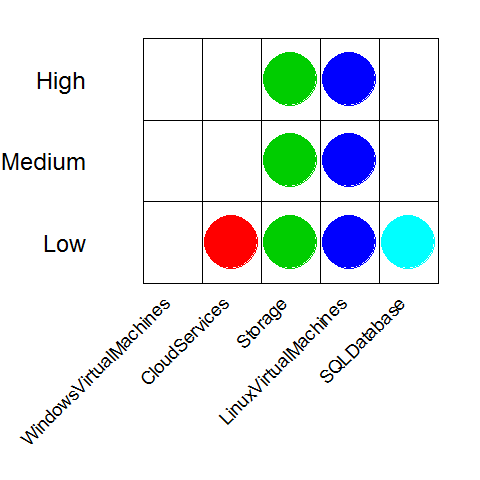 High
Medium
Low
WindowsVirtualMachines
CloudServices
Storage
LinuxVirtualMachines
SQLDatabase